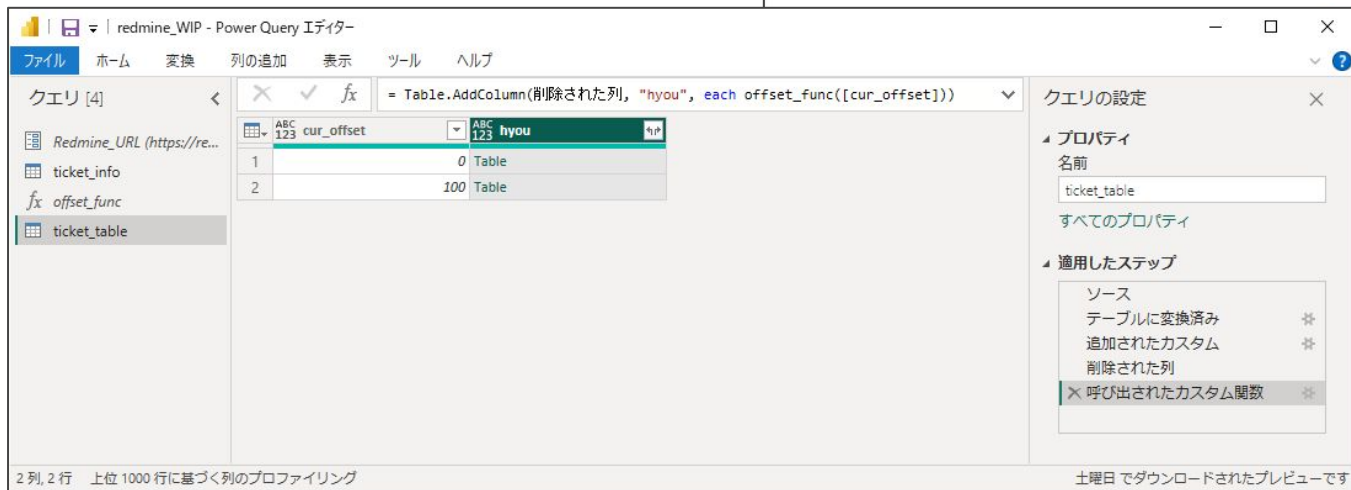 redmine_WIP - Power Query エディター
ファイル ホーム 変換 列の追加 表示 ツール ヘルプ
クエリ [4]
Redmine_URL (https://re...
ticket_info
fx offset_func
ticket_table
fx = Table.AddColumn(削除された列, "hyou", each offset_func([cur_offset]))
ABC 123 cur_offset ABC 123 hyou
1 0 Table
2 100 Table
クエリの設定
プロパティ
名前
ticket_table
すべてのプロパティ
適用したステップ
ソース
テーブルに変換済み
追加されたカスタム
削除された列
呼び出されたカスタム関数
2 列, 2 行 上位 1000 行に基づく列のプロファイリング
土曜日 でダウンロードされたプレビューです